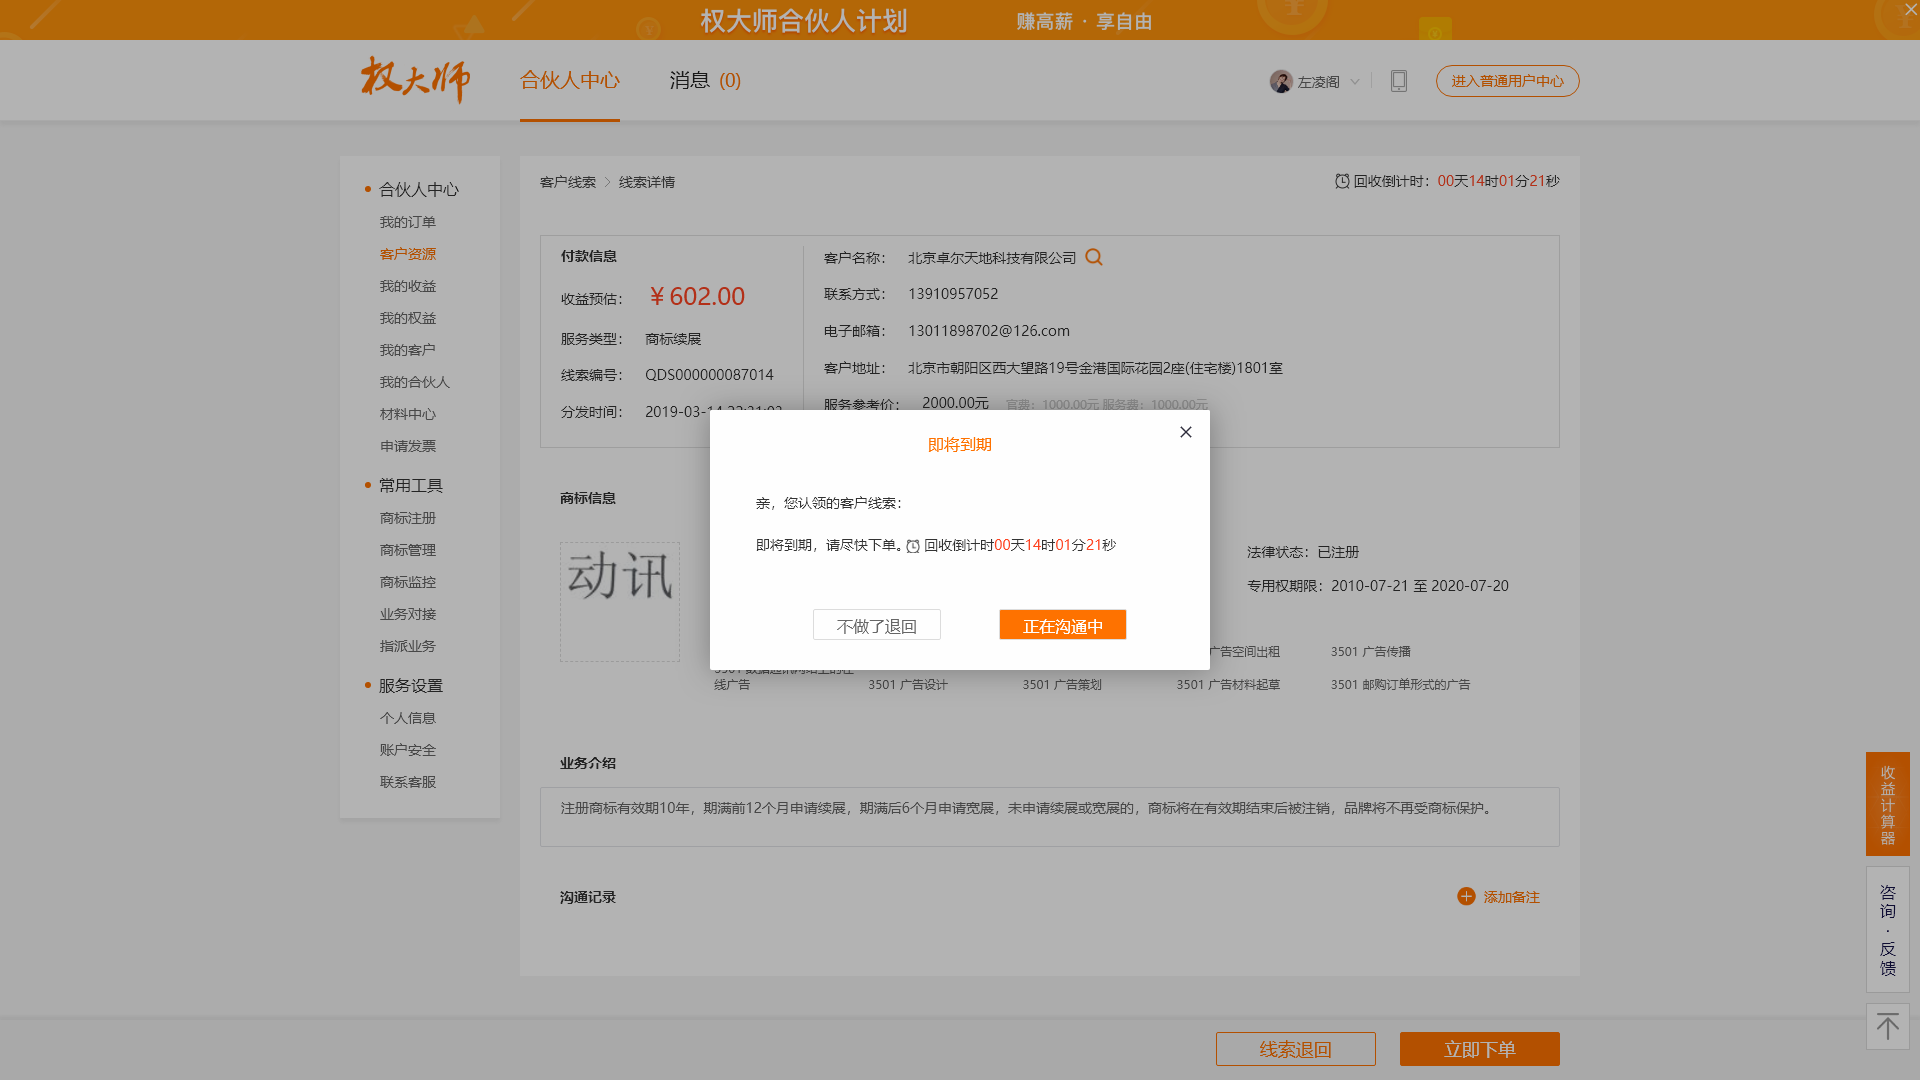 权大师合伙人计划 赚高薪 · 享自由
权大师 合伙人中心 消息 (0) 左凌阁 进入普通用户中心
合伙人中心
我的订单
客户资源
我的收益
我的权益
我的客户
我的合伙人
材料中心
申请发票
常用工具
商标注册
商标管理
商标监控
业务对接
指派业务
服务设置
个人信息
账户安全
联系客服
客户线索 > 线索详情 回收倒计时：00天14时01分21秒
付款信息
收益预估： ¥ 602.00
服务类型： 商标续展
线索编号： QDS000000087014
分发时间： 2019-03-14 22:21:03
客户名称： 北京卓尔天地科技有限公司
联系方式： 13910957052
电子邮箱： 13011898702@126.com
客户地址： 北京市朝阳区西大望路19号金港国际花园2座(住宅楼)1801室
服务参考价： 2000.00元 官费：1000.00元 服务费：1000.00元
即将到期
亲，您认领的客户线索：
即将到期，请尽快下单。 回收倒计时00天14时01分21秒
不做了退回 正在沟通中
商标信息
动讯
法律状态：已注册
专用权期限：2010-07-21 至 2020-07-20
广告空间出租 3501 广告传播
3501 数据通讯网络上的在
线广告 3501 广告设计 3501 广告策划 3501 广告材料起草 3501 邮购订单形式的广告
业务介绍
注册商标有效期10年，期满前12个月申请续展，期满后6个月申请宽展，未申请续展或宽展的，商标将在有效期结束后被注销，品牌将不再受商标保护。
沟通记录 添加备注
线索退回 立即下单
收益计算器
咨询·反馈